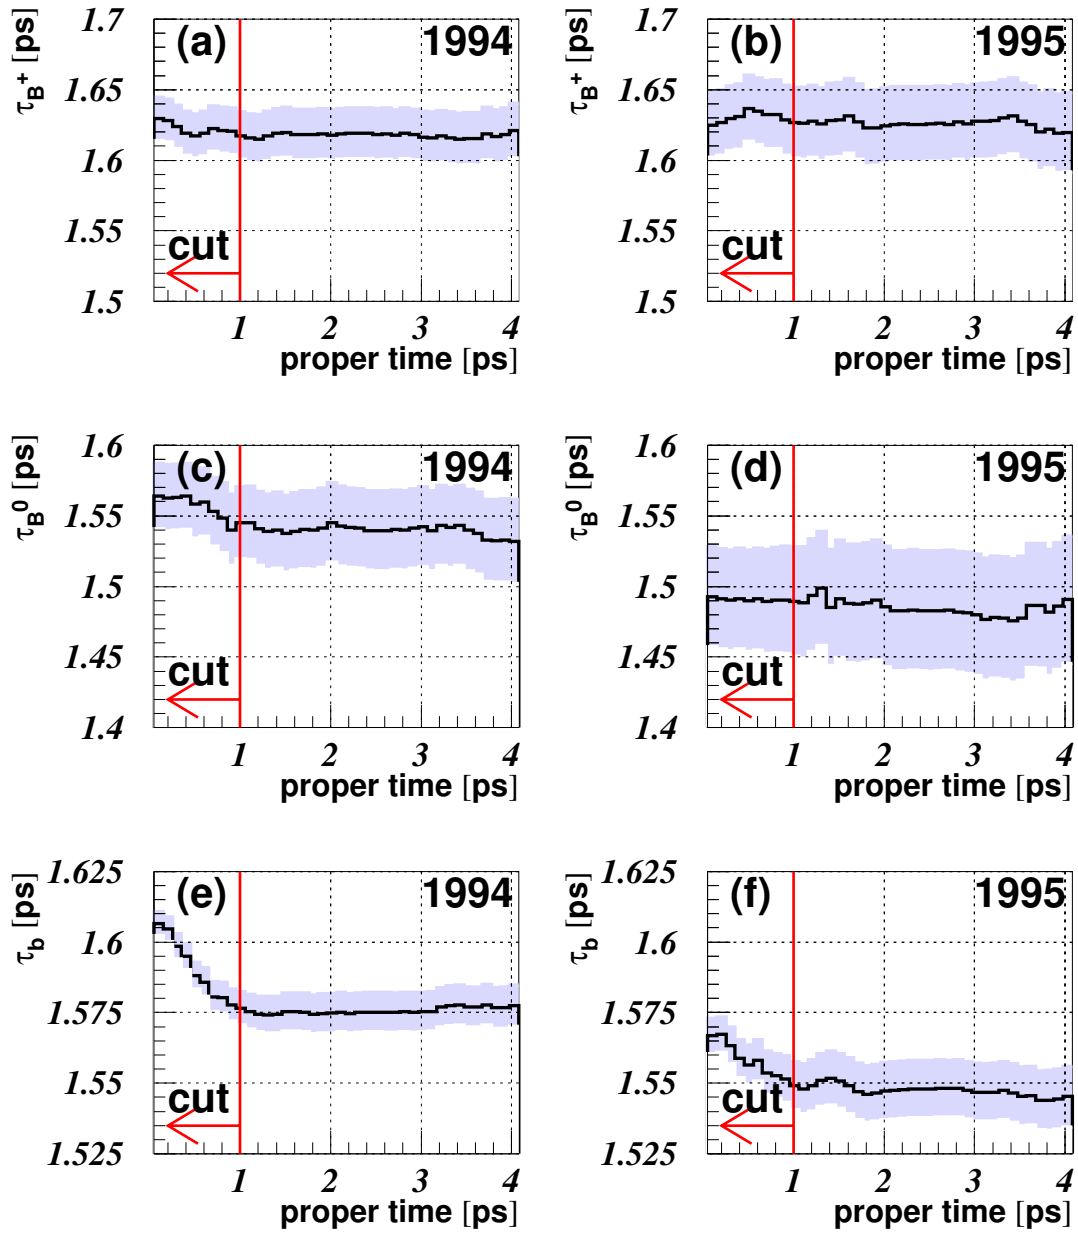 τB+ [ps]
1.7
1.65
1.6
1.55
1.5
(a)
1994
cut
1 2 3 4
proper time [ps]
τB+ [ps]
1.7
1.65
1.6
1.55
1.5
(b)
1995
cut
1 2 3 4
proper time [ps]
τB0 [ps]
1.6
1.55
1.5
1.45
1.4
(c)
1994
cut
1 2 3 4
proper time [ps]
τB0 [ps]
1.6
1.55
1.5
1.45
1.4
(d)
1995
cut
1 2 3 4
proper time [ps]
τb [ps]
1.625
1.6
1.575
1.55
1.525
(e)
1994
cut
1 2 3 4
proper time [ps]
τb [ps]
1.625
1.6
1.575
1.55
1.525
(f)
1995
cut
1 2 3 4
proper time [ps]